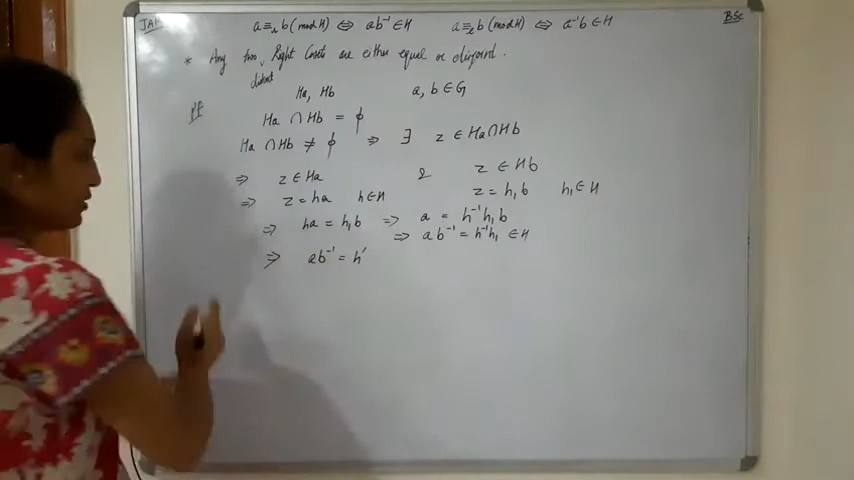 JAM
BSc
a ≡ᵣ b (mod H) ⇔ ab⁻¹ ∈ H a ≡ₗ b (mod H) ⇔ a⁻¹b ∈ H
* Any two distinct Right Cosets are either equal or disjoint.
Ha, Hb a, b ∈ G
Pf Ha ∩ Hb = φ
Ha ∩ Hb ≠ φ ⇒ ∃ z ∈ Ha ∩ Hb
⇒ z ∈ Ha & z ∈ Hb
⇒ z = ha h ∈ H z = h₁b h₁ ∈ H
⇒ ha = h₁b ⇒ a = h⁻¹h₁b
⇒ ab⁻¹ = h⁻¹h₁ ∈ H
⇒ ab⁻¹ = h′